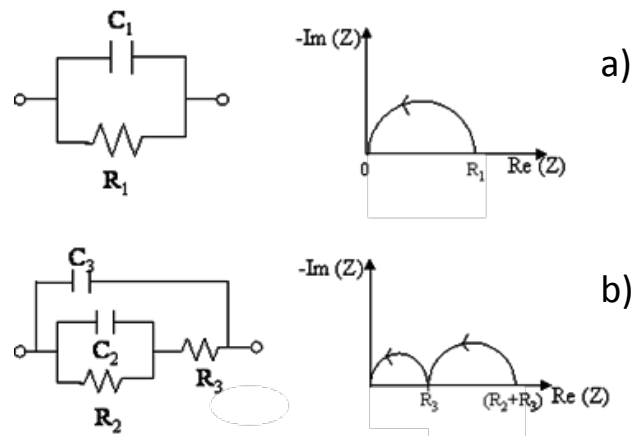 C₁
R₁
-Im (Z)
0
R₁
Re (Z)
a)
C₃
C₂
R₂
R₃
-Im (Z)
R₃
(R₂+R₃)
Re (Z)
b)